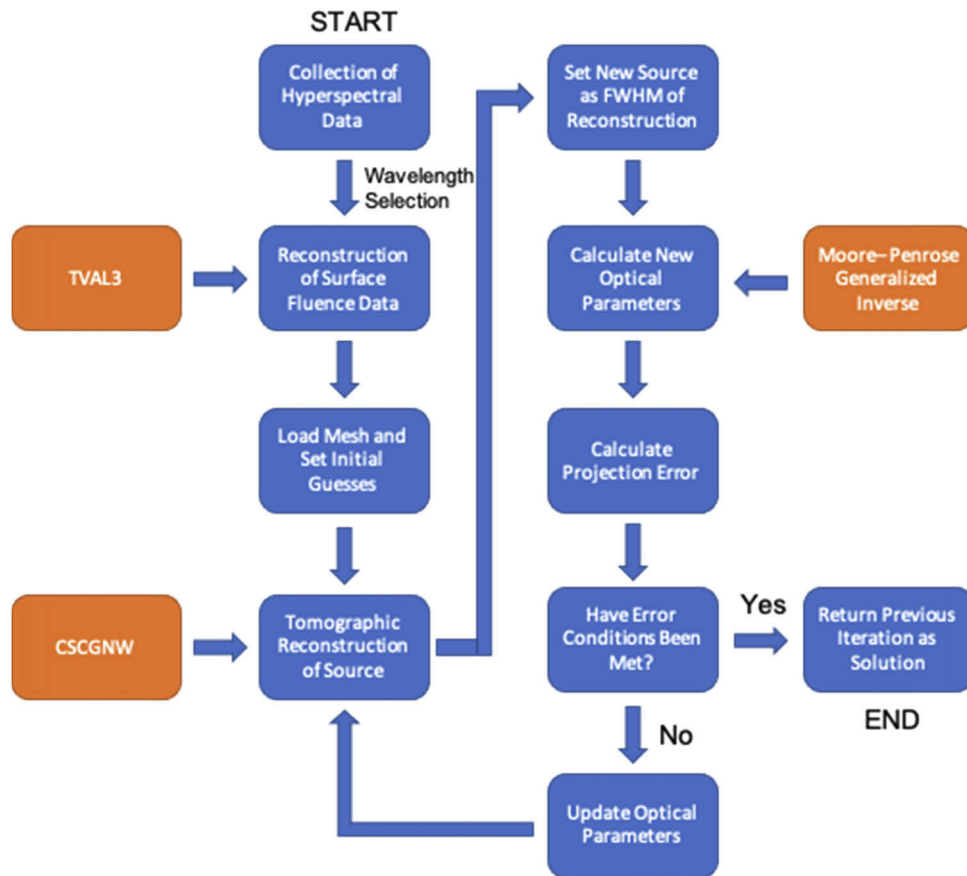 START
Collection of
Hyperspectral
Data
Wavelength
Selection
TVAL3
Reconstruction
of Surface
Fluence Data
Load Mesh and
Set Initial
Guesses
CSCGNW
Tomographic
Reconstruction
of Source
Set New Source
as FWHM of
Reconstruction
Calculate New
Optical
Parameters
Moore–Penrose
Generalized
Inverse
Calculate
Projection Error
Have Error
Conditions Been
Met?
Yes
Return Previous
Iteration as
Solution
END
No
Update Optical
Parameters